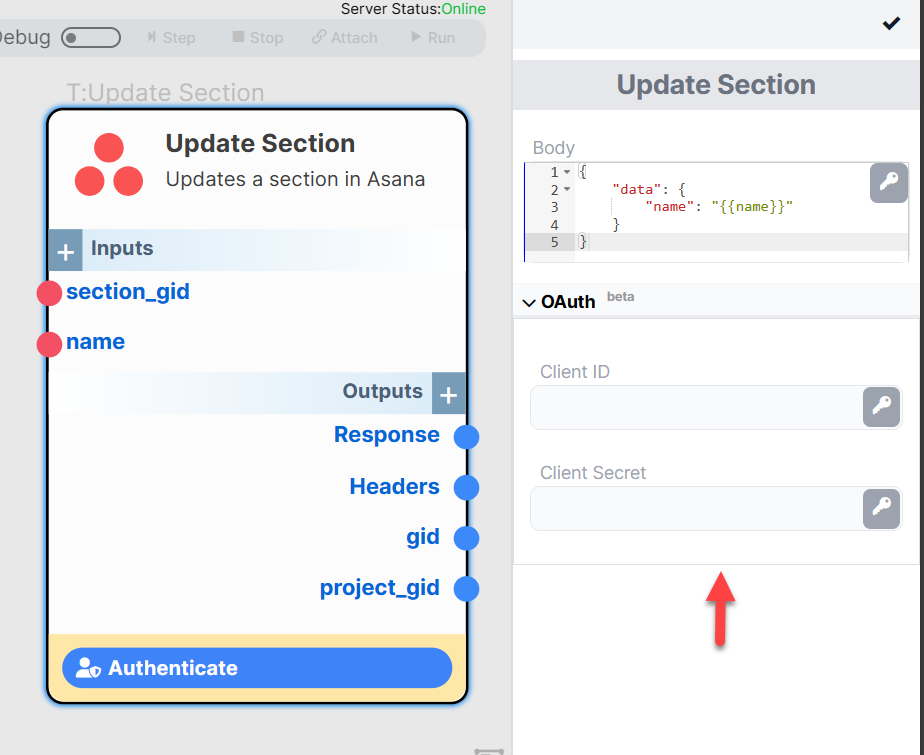 Server Status:Online
Debug
Step
Stop
Attach
Run
T:Update Section
Update Section
Updates a section in Asana
+ Inputs
section_gid
name
Outputs +
Response
Headers
gid
project_gid
Authenticate
Update Section
Body
1 {
2 "data": {
3 "name": "{{name}}"
4 }
5 }
OAuth beta
Client ID
Client Secret